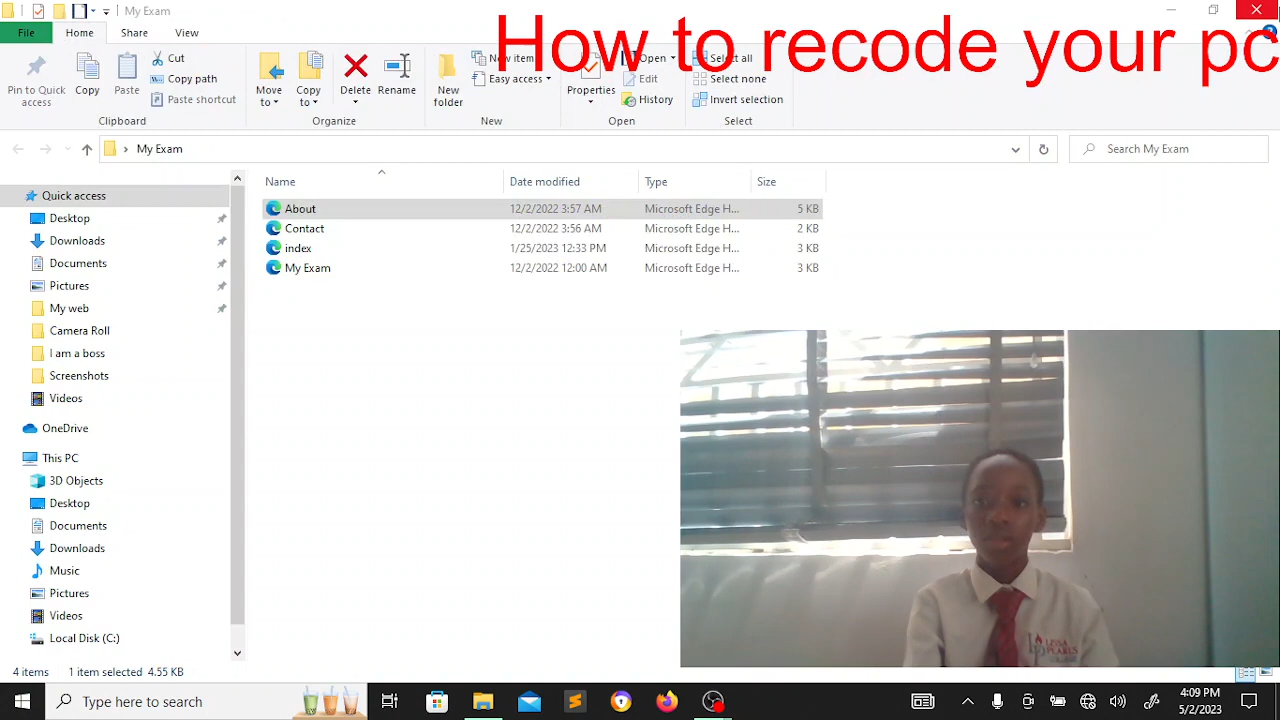 My Exam
How to recode your pc
File Home Share View
Pin to Quick access
Copy
Paste
Cut
Copy path
Paste shortcut
Clipboard
Move to
Copy to
Delete
Rename
Organize
New folder
New item
Easy access
New
Properties
Open
Edit
History
Open
Select all
Select none
Invert selection
Select
My Exam
Search My Exam
Name Date modified Type Size
About 12/2/2022 3:57 AM Microsoft Edge H... 5 KB
Contact 12/2/2022 3:56 AM Microsoft Edge H... 2 KB
index 1/25/2023 12:33 PM Microsoft Edge H... 3 KB
My Exam 12/2/2022 12:00 AM Microsoft Edge H... 3 KB
Quick access
Desktop
Downloads
Documents
Pictures
My web
Camera Roll
I am a boss
Screenshots
Videos
OneDrive
This PC
3D Objects
Desktop
Documents
Downloads
Music
Pictures
Videos
Local Disk (C:)
PEARLS
4 items 1 item selected 4.55 KB
Type here to search
4:09 PM
5/2/2023